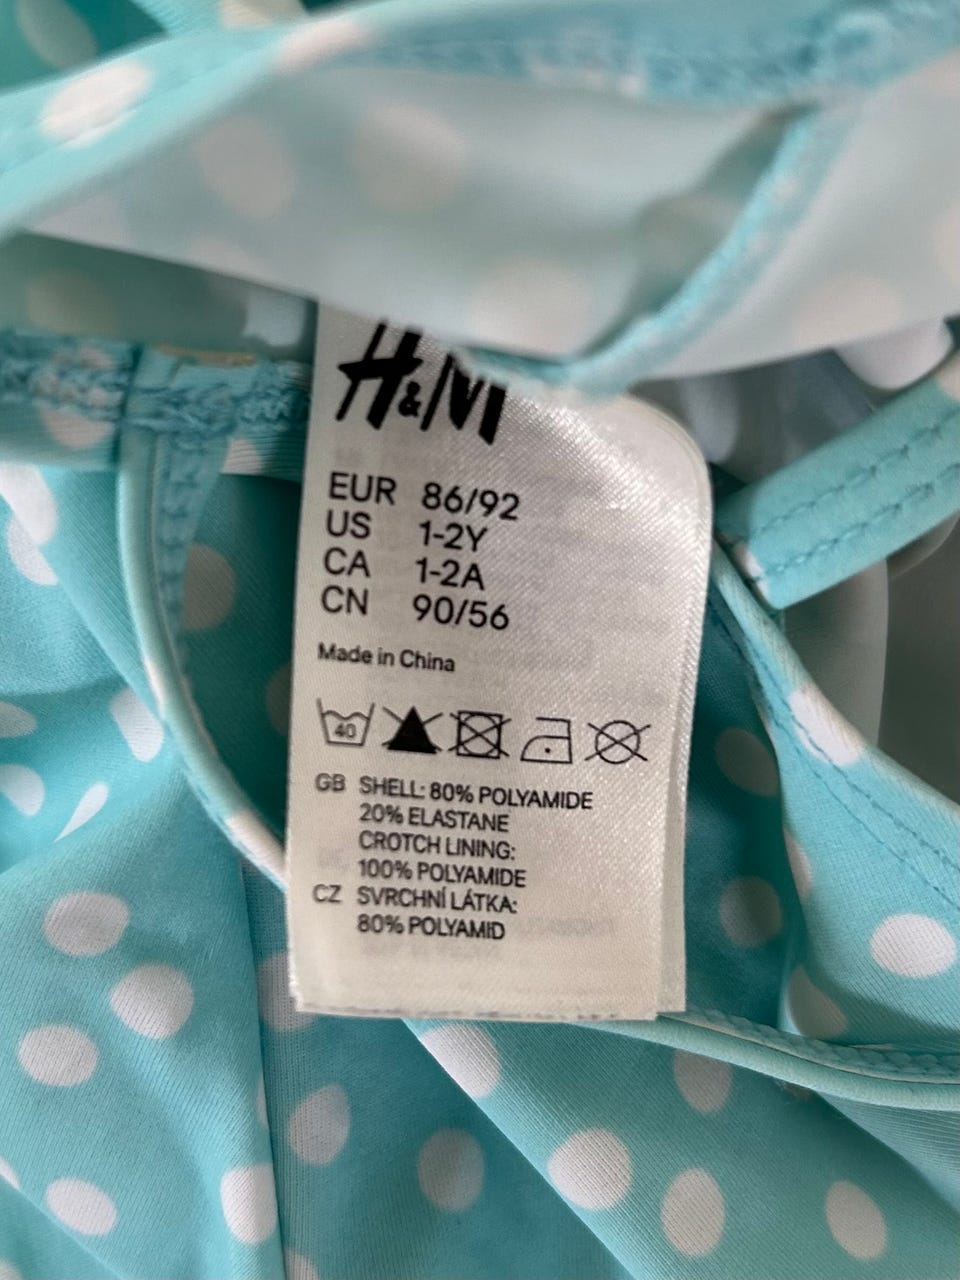 H&M
EUR 86/92
US 1-2Y
CA 1-2A
CN 90/56
Made in China
40
GB SHELL: 80% POLYAMIDE
20% ELASTANE
CROTCH LINING:
100% POLYAMIDE
CZ SVRCHNÍ LÁTKA:
80% POLYAMID